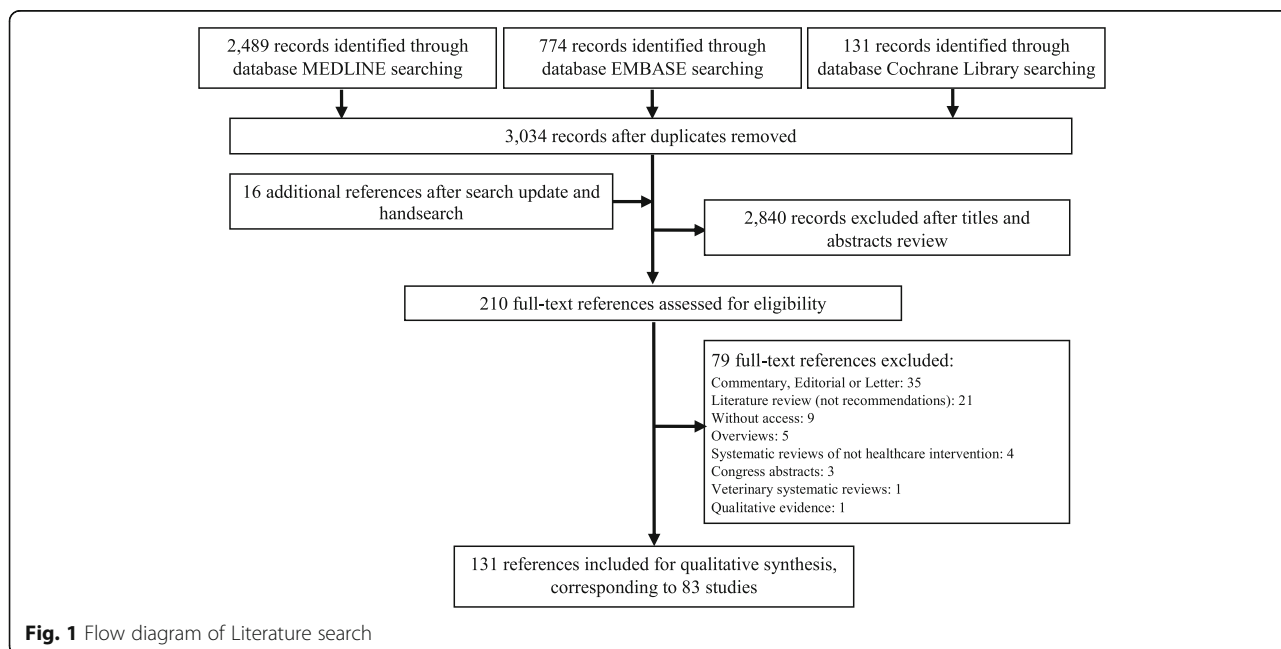 2,489 records identified through
database MEDLINE searching
774 records identified through
database EMBASE searching
131 records identified through
database Cochrane Library searching
3,034 records after duplicates removed
16 additional references after search update and
handsearch
2,840 records excluded after titles and
abstracts review
210 full-text references assessed for eligibility
79 full-text references excluded:
Commentary, Editorial or Letter: 35
Literature review (not recommendations): 21
Without access: 9
Overviews: 5
Systematic reviews of not healthcare intervention: 4
Congress abstracts: 3
Veterinary systematic reviews: 1
Qualitative evidence: 1
131 references included for qualitative synthesis,
corresponding to 83 studies
Fig. 1 Flow diagram of Literature search